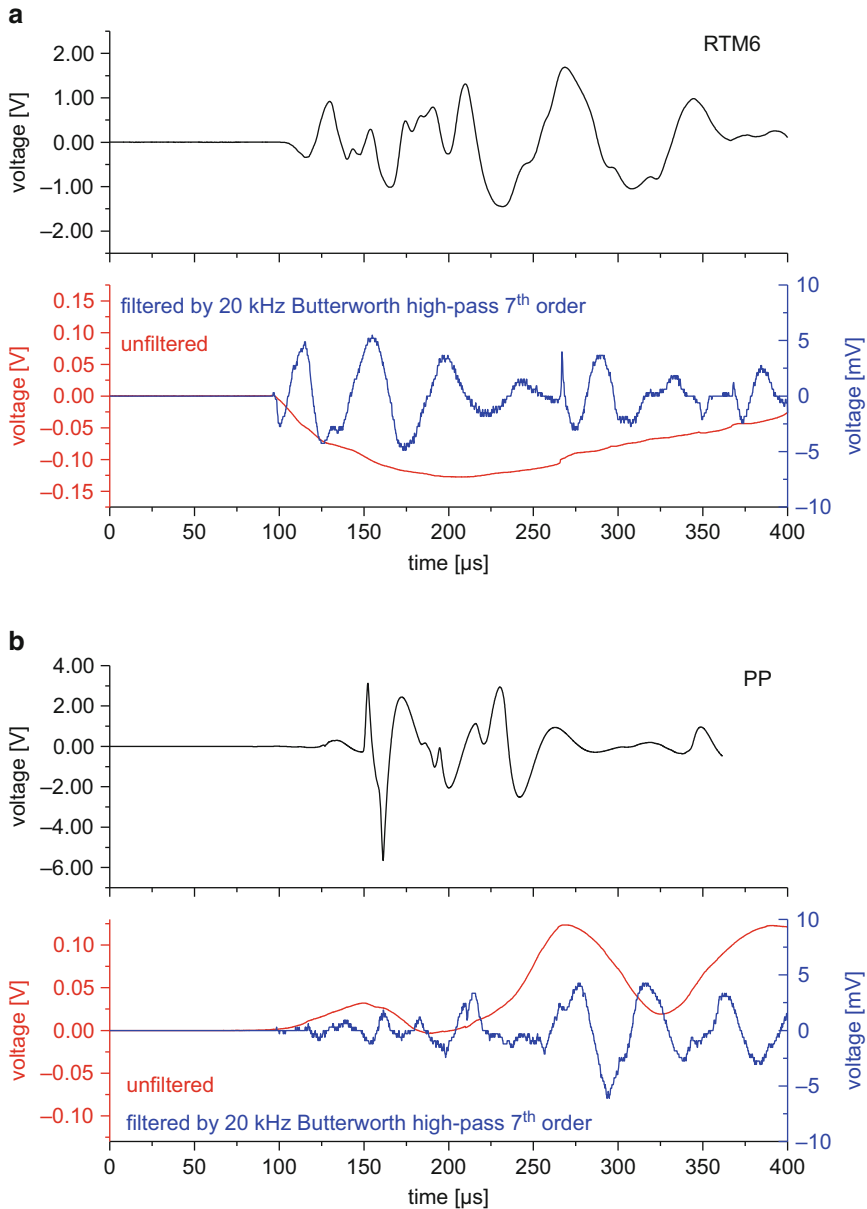 a
RTM6
voltage [V]
2.00
1.00
0.00
–1.00
–2.00
filtered by 20 kHz Butterworth high-pass 7th order
unfiltered
voltage [V]
0.15
0.10
0.05
0.00
–0.05
–0.10
–0.15
10
5
0
–5
–10
voltage [mV]
0 50 100 150 200 250 300 350 400
time [µs]
b
PP
voltage [V]
4.00
2.00
0.00
–2.00
–4.00
–6.00
voltage [V]
0.10
0.05
0.00
–0.05
–0.10
10
5
0
–5
–10
voltage [mV]
unfiltered
filtered by 20 kHz Butterworth high-pass 7th order
0 50 100 150 200 250 300 350 400
time [µs]